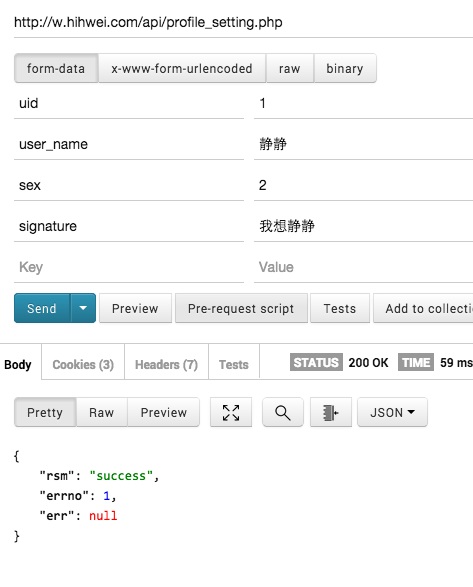 http://w.hihwei.com/api/profile_setting.php
form-data x-www-form-urlencoded raw binary
uid 1
user_name 静静
sex 2
signature 我想静静
Key Value
Send Preview Pre-request script Tests Add to collecti
Body Cookies (3) Headers (7) Tests STATUS 200 OK TIME 59 ms
Pretty Raw Preview JSON
{
"rsm": "success",
"errno": 1,
"err": null
}